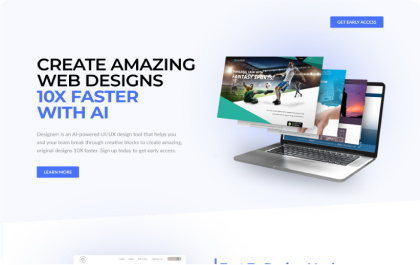 GET EARLY ACCESS
CREATE AMAZING
WEB DESIGNS
10X FASTER
WITH AI
Designerr is an AI-powered UI/UX design tool that helps you
and your team break through creative blocks to create amazing,
original designs 10X faster. Sign up today to get early access.
LEARN MORE
FANTASY SPORTS